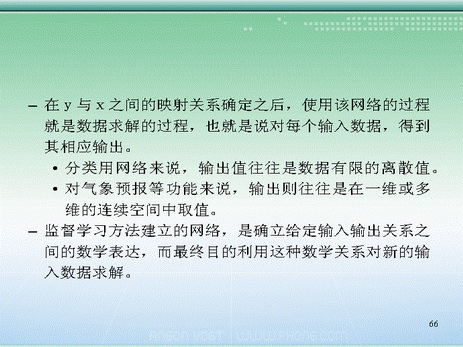 – 在 y 与 x 之间的映射关系确定之后，使用该网络的过程
就是数据求解的过程，也就是说对每个输入数据，得到
其相应输出。
• 分类用网络来说，输出值往往是数据有限的离散值。
• 对气象预报等功能来说，输出则往往是在一维或多
维的连续空间中取值。
– 监督学习方法建立的网络，是确立给定输入输出关系之
间的数学表达，而最终目的利用这种数学关系对新的输
入数据求解。
66